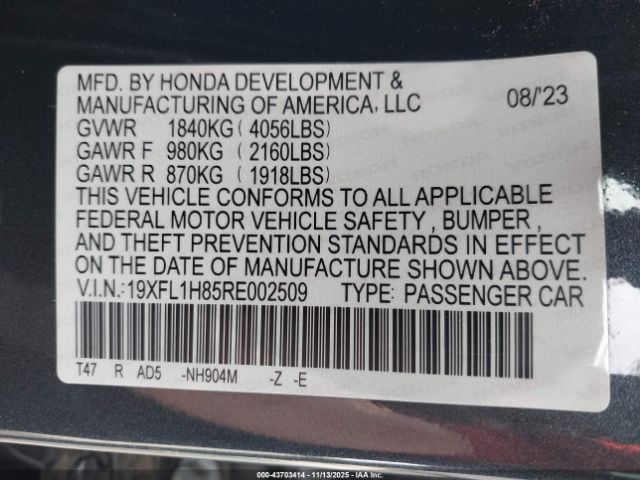 MFD. BY HONDA DEVELOPMENT &
MANUFACTURING OF AMERICA, LLC 08/'23
GVWR 1840KG ( 4056LBS )
GAWR F 980KG ( 2160LBS )
GAWR R 870KG ( 1918LBS )
THIS VEHICLE CONFORMS TO ALL APPLICABLE
FEDERAL MOTOR VEHICLE SAFETY , BUMPER ,
AND THEFT PREVENTION STANDARDS IN EFFECT
ON THE DATE OF MANUFACTURE SHOWN ABOVE.
V.I.N.:19XFL1H85RE002509 TYPE: PASSENGER CAR
T47 R AD5 -NH904M -Z -E
000-43703414 - 11/13/2025 - IAA Inc.